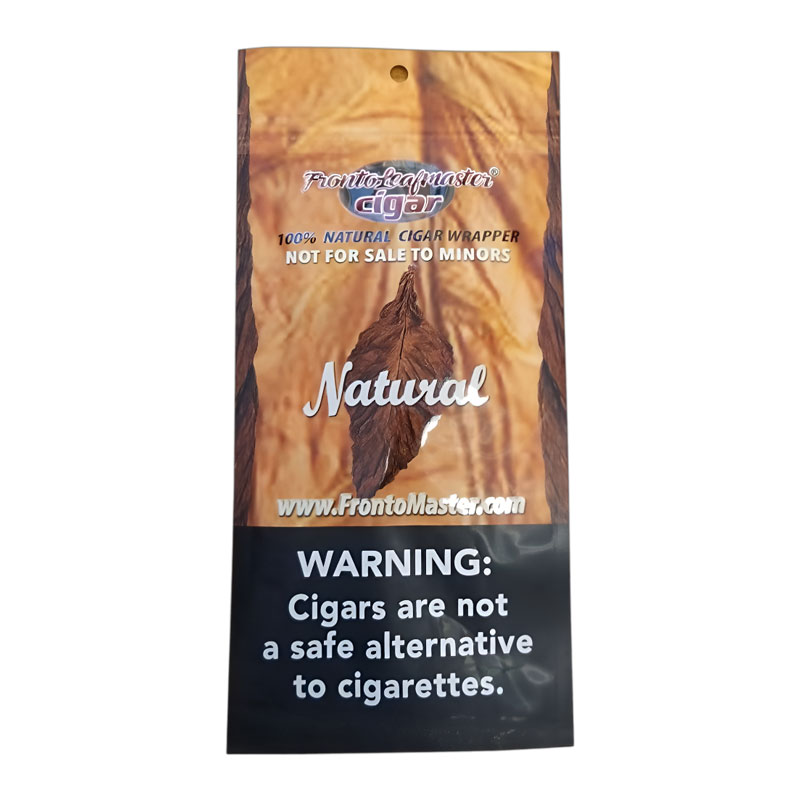 FrontoLeafmaster®
cigar
100% NATURAL CIGAR WRAPPER
NOT FOR SALE TO MINORS
Natural
www.FrontoMaster.com
WARNING:
Cigars are not
a safe alternative
to cigarettes.